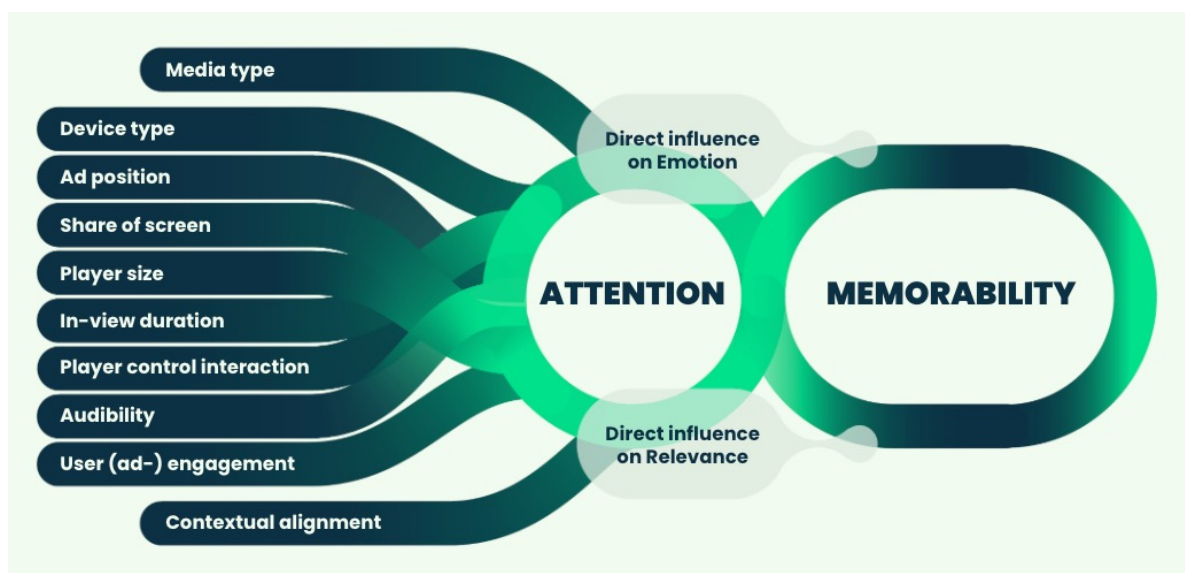 Media type
Device type
Ad position
Share of screen
Player size
In-view duration
Player control interaction
Audibility
User (ad-) engagement
Contextual alignment
Direct influence
on Emotion
ATTENTION
Direct influence
on Relevance
MEMORABILITY